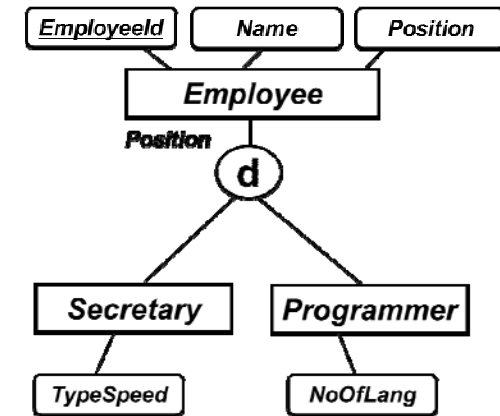 EmployeeId
Name
Position
Employee
Position
d
Secretary
Programmer
TypeSpeed
NoOfLang